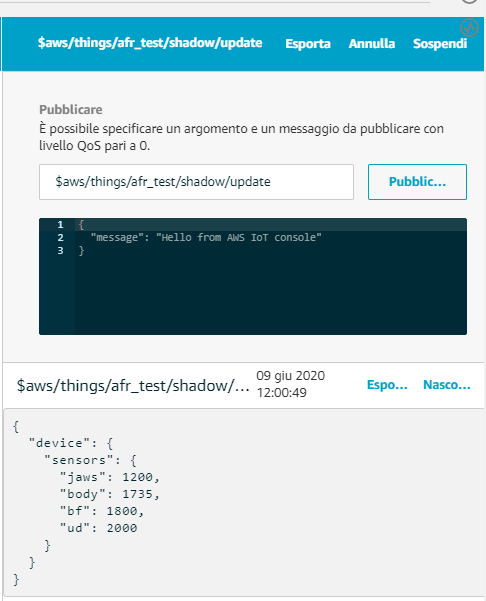 $aws/things/afr_test/shadow/update Esporta Annulla Sospendi
Pubblicare
È possibile specificare un argomento e un messaggio da pubblicare con
livello QoS pari a 0.
$aws/things/afr_test/shadow/update Pubblic...
1 {
2 "message": "Hello from AWS IoT console"
3 }
$aws/things/afr_test/shadow/... 09 giu 2020 Espo... Nasco...
12:00:49
{
"device": {
"sensors": {
"jaws": 1200,
"body": 1735,
"bf": 1800,
"ud": 2000
}
}
}